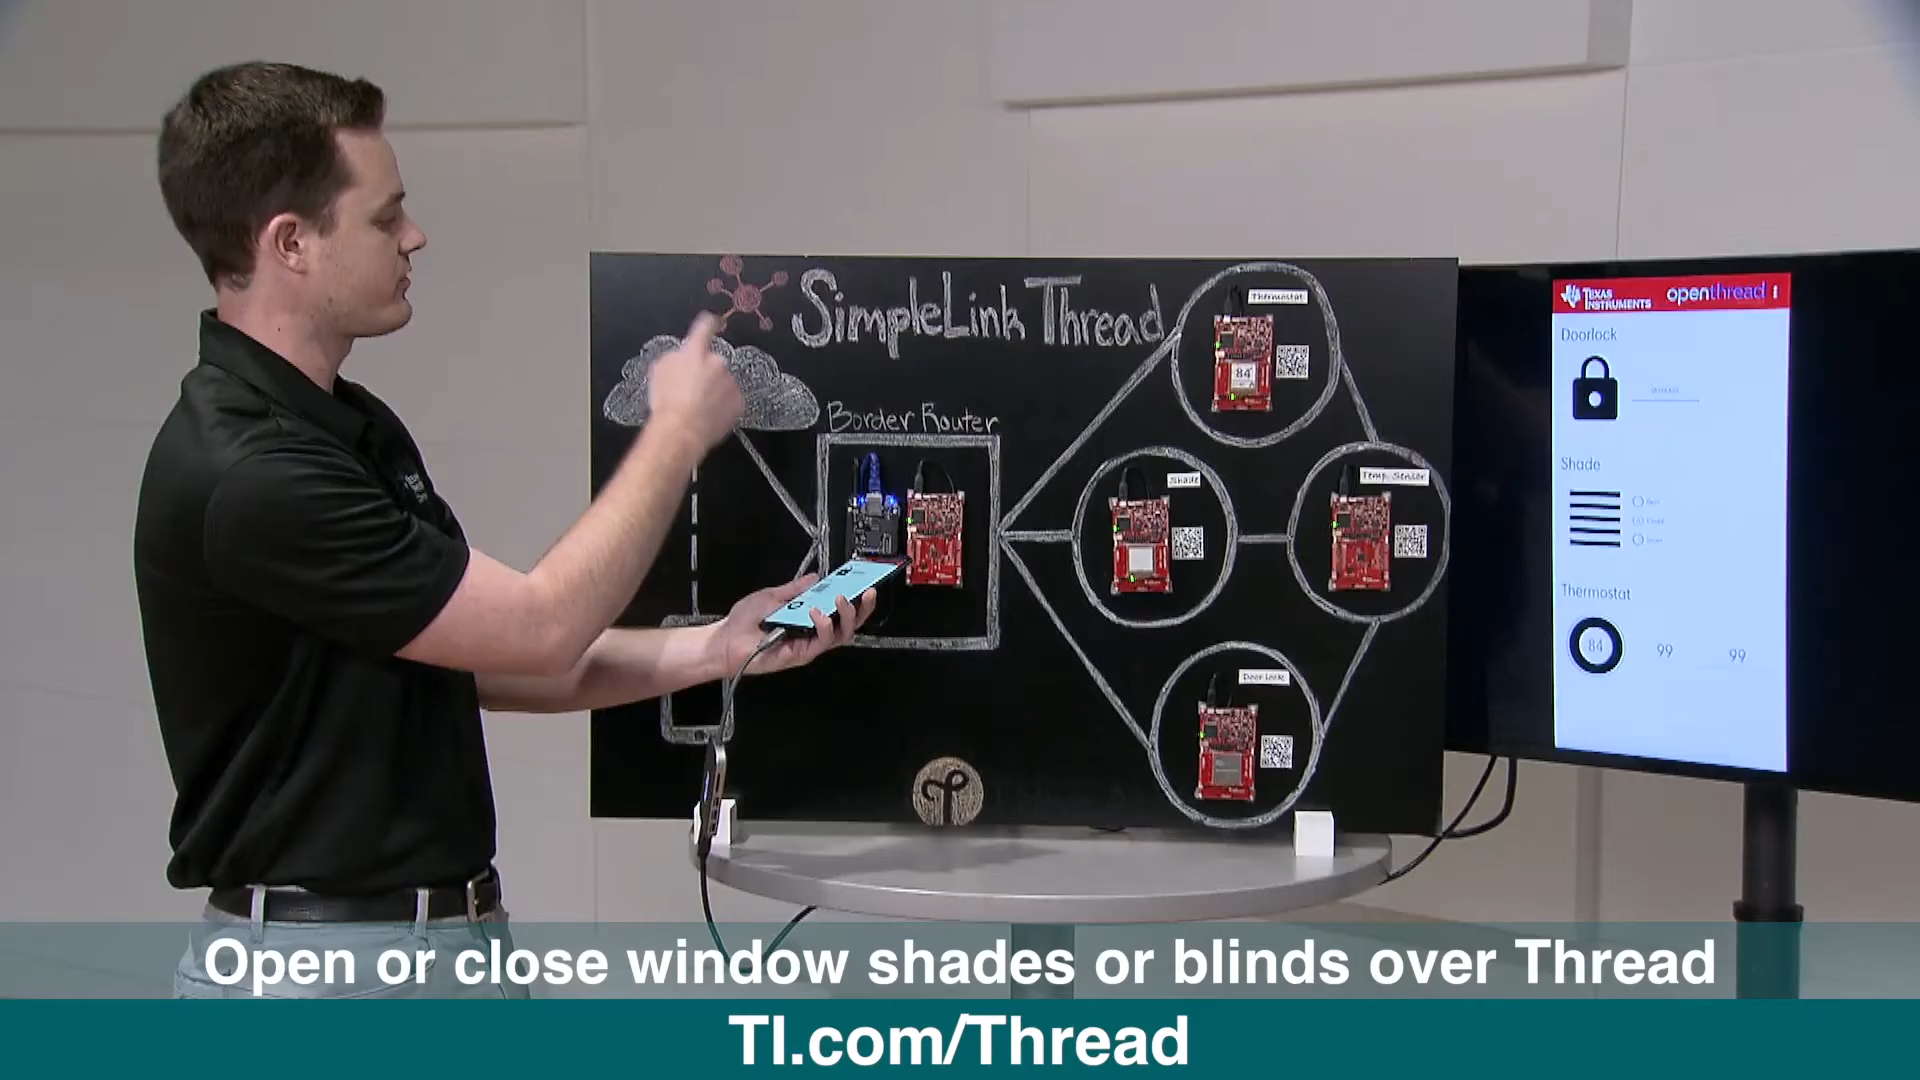 SimpleLink Thread
Thermostat
84
Border Router
Shade
Temp. Sensor
Door Lock
TEXAS
INSTRUMENTS
openthread
Doorlock
Shade
Thermostat
84
99
99
Open or close window shades or blinds over Thread
TI.com/Thread